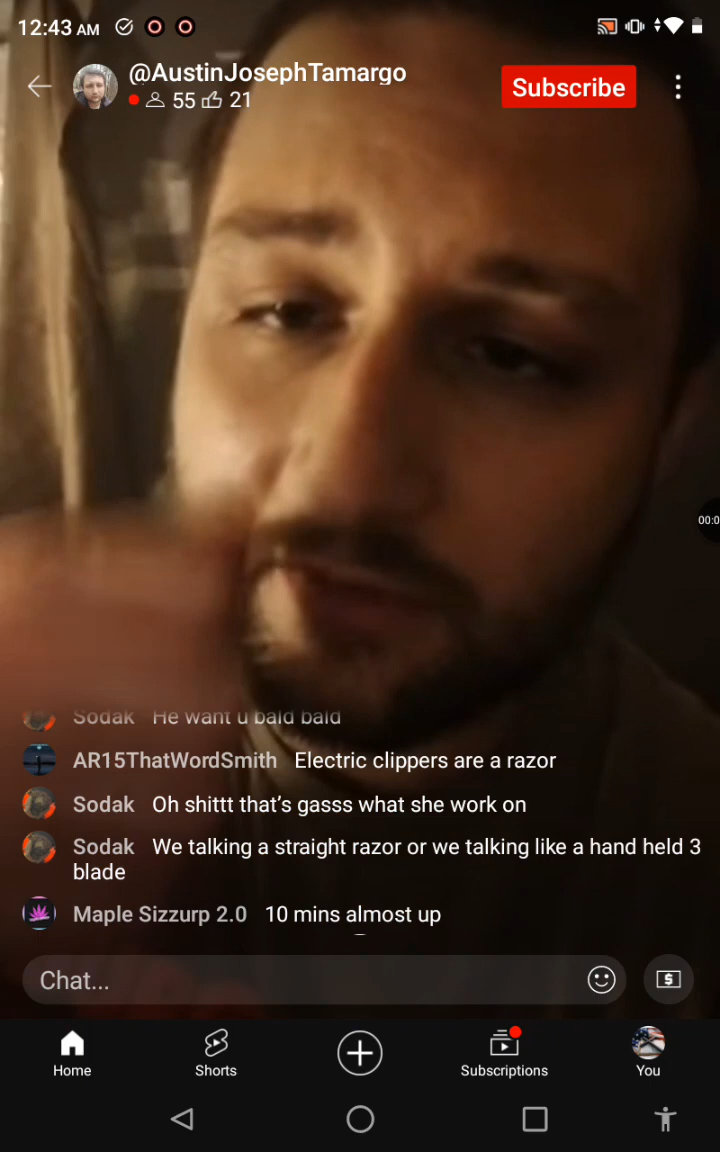 12:43 AM
@AustinJosephTamargo
55 21
Subscribe
00:0
Sodak He want u bald bald
AR15ThatWordSmith Electric clippers are a razor
Sodak Oh shittt that's gasss what she work on
Sodak We talking a straight razor or we talking like a hand held 3
blade
Maple Sizzurp 2.0 10 mins almost up
Chat...
$
Home Shorts Subscriptions You